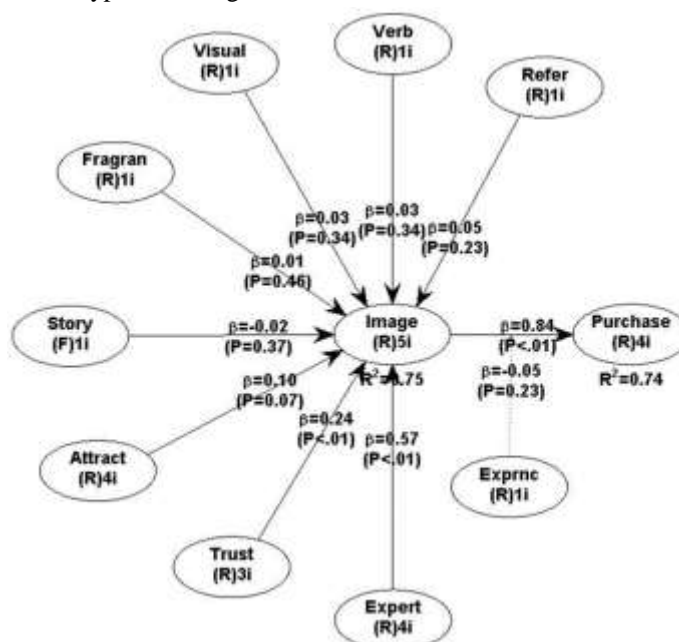 Verb
(R)1i
Visual
(R)1i
Refer
(R)1i
Fragran
(R)1i
β=0.03
(P=0.34)
β=0.03
(P=0.34)
β=0.05
(P=0.23)
β=0.01
(P=0.46)
Story
(F)1i
β=-0.02
(P=0.37)
Image
(R)5i
R²=0.75
β=0.84
(P<.01)
Purchase
(R)4i
R²=0.74
β=-0.05
(P=0.23)
β=0.10
(P=0.07)
β=0.24
(P<.01)
β=0.57
(P<.01)
Attract
(R)4i
Exprnc
(R)1i
Trust
(R)3i
Expert
(R)4i